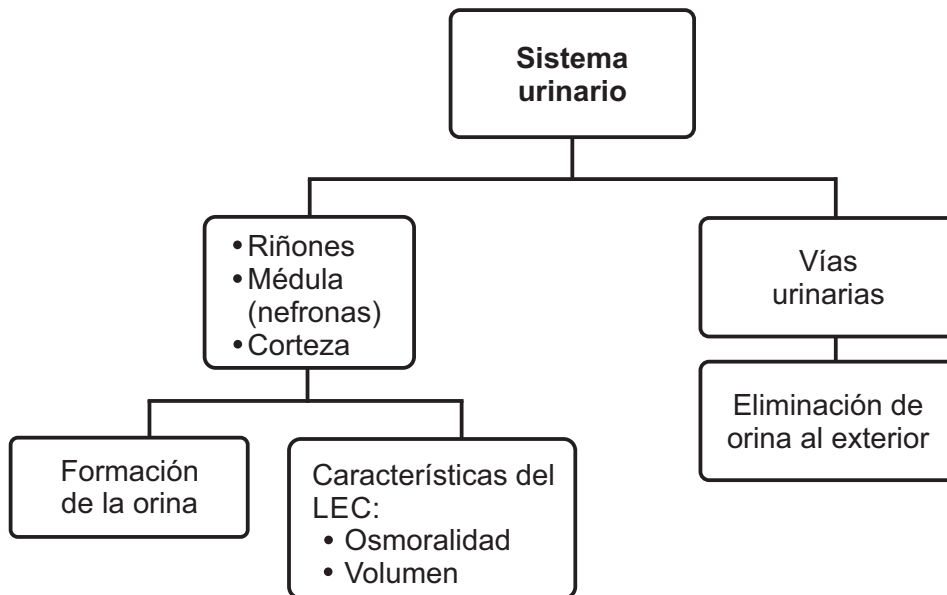 Sistema
urinario
• Riñones
• Médula
(nefronas)
• Corteza
Vías
urinarias
Formación
de la orina
Características del
LEC:
• Osmoralidad
• Volumen
Eliminación de
orina al exterior